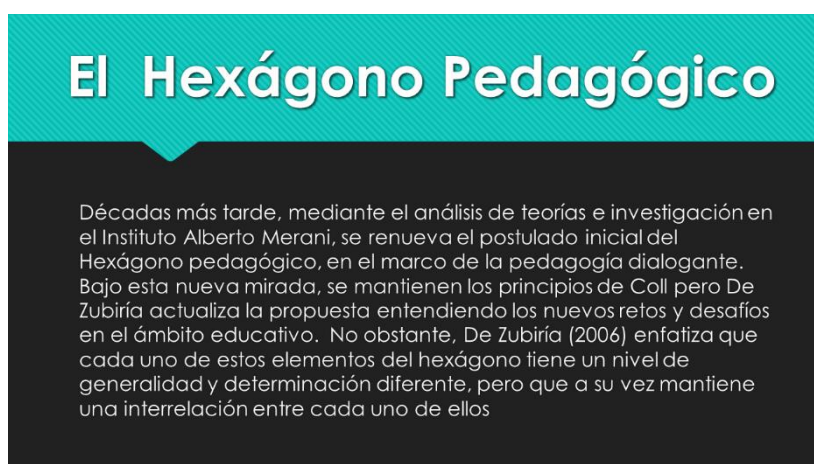 El Hexágono Pedagógico
Décadas más tarde, mediante el análisis de teorías e investigación en
el Instituto Alberto Merani, se renueva el postulado inicial del
Hexágono pedagógico, en el marco de la pedagogía dialogante.
Bajo esta nueva mirada, se mantienen los principios de Coll pero De
Zubiría actualiza la propuesta entendiendo los nuevos retos y desafíos
en el ámbito educativo. No obstante, De Zubiría (2006) enfatiza que
cada uno de estos elementos del hexágono tiene un nivel de
generalidad y determinación diferente, pero que a su vez mantiene
una interrelación entre cada uno de ellos